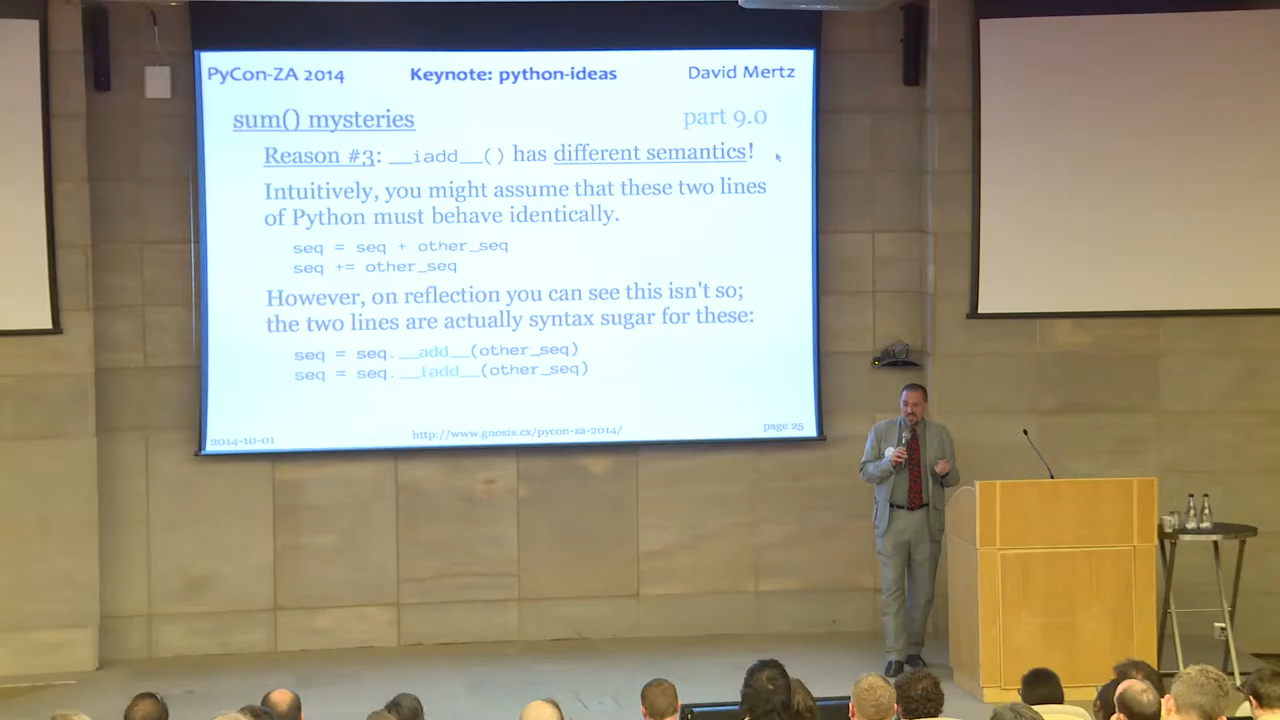 PyCon-ZA 2014 Keynote: python-ideas David Mertz
sum() mysteries part 9.0
Reason #3: __iadd__() has different semantics!
Intuitively, you might assume that these two lines
of Python must behave identically.
seq = seq + other_seq
seq += other_seq
However, on reflection you can see this isn't so;
the two lines are actually syntax sugar for these:
seq = seq.__add__(other_seq)
seq = seq.__iadd__(other_seq)
2014-10-01 http://www.gnosis.cx/pycon-za-2014/ page 25